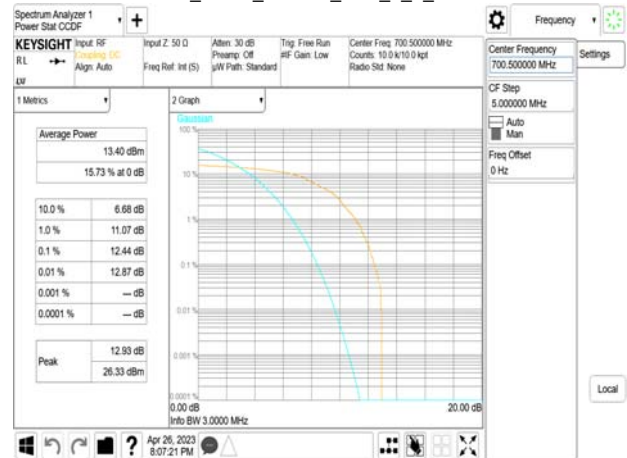 Spectrum Analyzer 1
Power Stat CCDF
Frequency
KEYSIGHT
RL
Input: RF
Coupling: DC
Align: Auto
Input Z: 50 Ω
Freq Ref: Int (S)
Atten: 30 dB
Preamp: Off
µW Path: Standard
Trig: Free Run
#IF Gain: Low
Center Freq: 700.500000 MHz
Counts: 10.0 k/10.0 kpt
Radio Std: None
Center Frequency
700.500000 MHz
Settings
CF Step
5.000000 MHz
Auto
Man
Freq Offset
0 Hz
1 Metrics
2 Graph
Average Power
13.40 dBm
15.73 % at 0 dB
10.0 % 6.68 dB
1.0 % 11.07 dB
0.1 % 12.44 dB
0.01 % 12.87 dB
0.001 % --- dB
0.0001 % --- dB
Peak
12.93 dB
26.33 dBm
Gaussian
100 %
10 %
1 %
0.1 %
0.01 %
0.001 %
0.0001 %
0.00 dB
20.00 dB
Info BW 3.0000 MHz
Local
Apr 26, 2023
8:07:21 PM